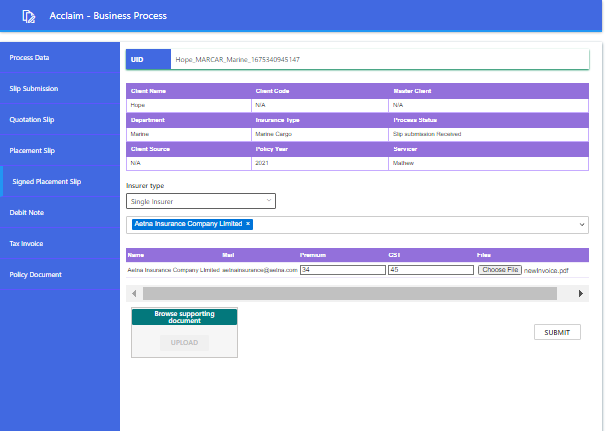 Acclaim - Business Process
Process Data
Slip Submission
Quotation Slip
Placement Slip
Signed Placement Slip
Debit Note
Tax Invoice
Policy Document
UID Hope_MARCAR_Marine_1675340945147
Client Name Client Code Master Client
Hope N/A N/A
Department Insurance Type Process Status
Marine Marine Cargo Slip submission Received
Client Source Policy Year Servicer
N/A 2021 Mathew
Insurer type
Single Insurer
Aetna Insurance Company Limited ×
Name Mail Premium GST Files
Aetna Insurance Company Limited aetnainsurance@aetna.com 34 45 Choose File newInvoice.pdf
Browse supporting
document
UPLOAD
SUBMIT